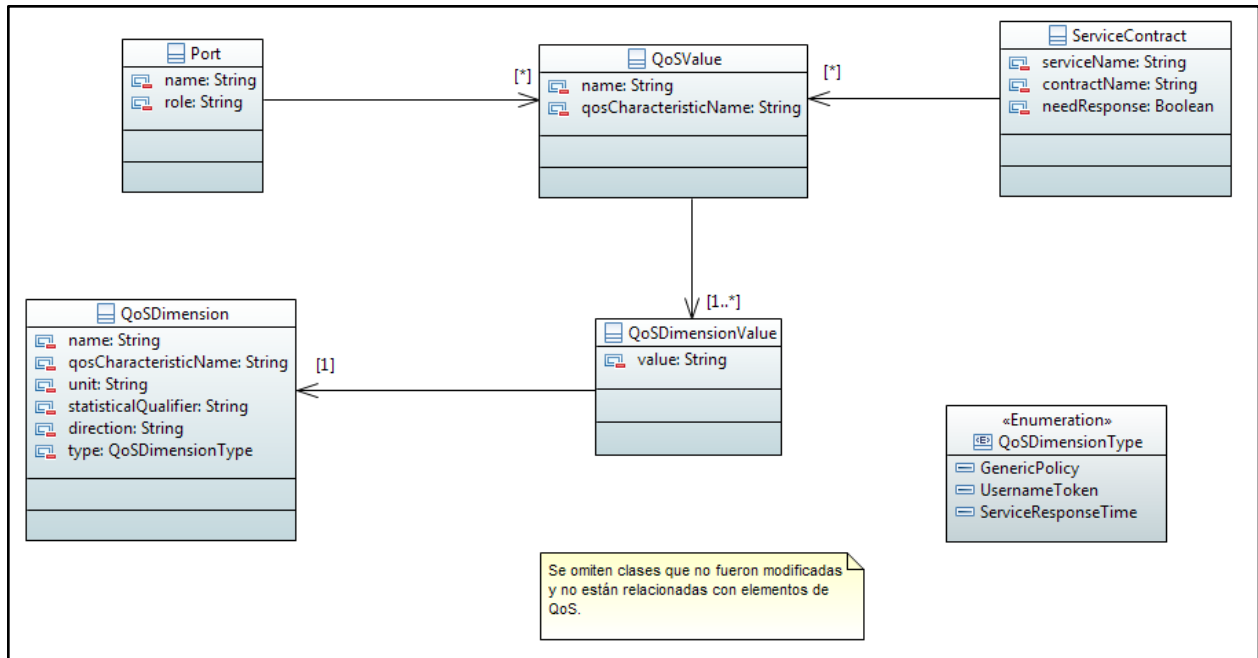 Port
name: String
role: String
[*]
QoSValue
name: String
qosCharacteristicName: String
[*]
ServiceContract
serviceName: String
contractName: String
needResponse: Boolean
[1..*]
QoSDimension
name: String
qosCharacteristicName: String
unit: String
statisticalQualifier: String
direction: String
type: QoSDimensionType
[1]
QoSDimensionValue
value: String
«Enumeration»
<E> QoSDimensionType
GenericPolicy
UsernameToken
ServiceResponseTime
Se omiten clases que no fueron modificadas
y no están relacionadas con elementos de
QoS.